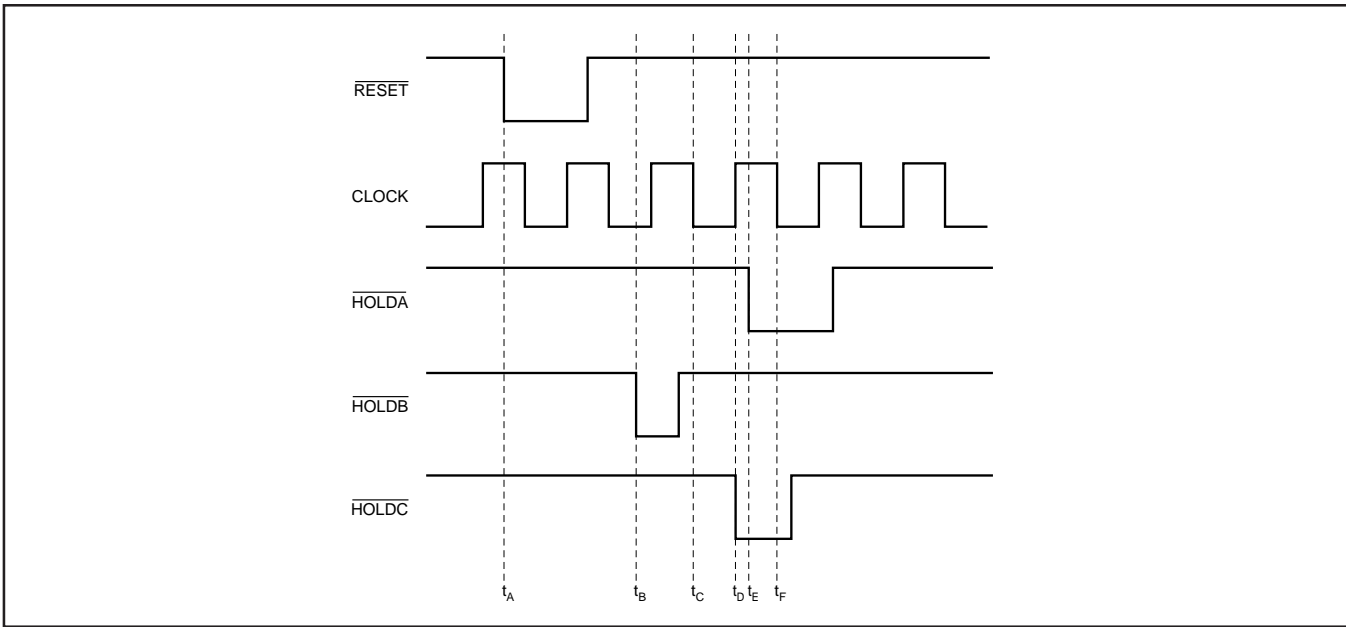 RESET
CLOCK
HOLDA
HOLDB
HOLDC
tA tB tC tD tE tF